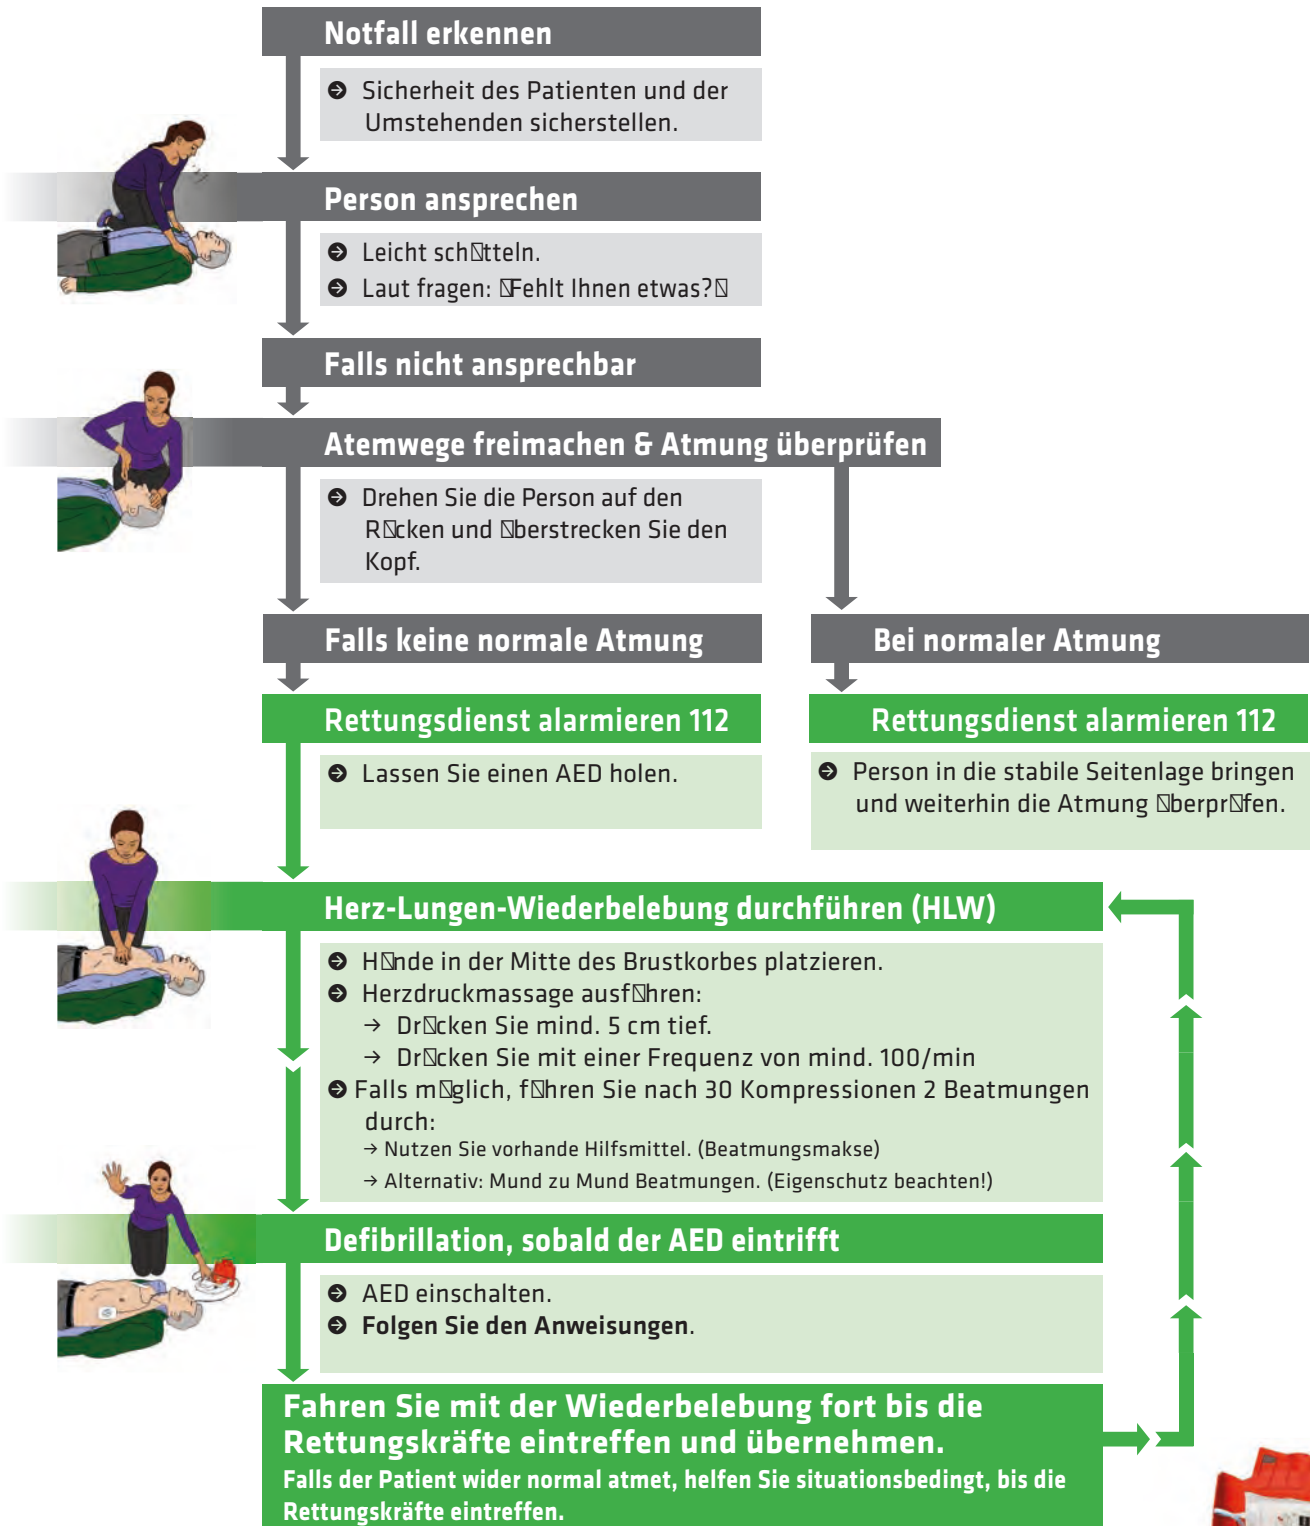 Notfall erkennen
➔ Sicherheit des Patienten und der
Umstehenden sicherstellen.
Person ansprechen
➔ Leicht sch⍂tteln.
➔ Laut fragen: ⍂Fehlt Ihnen etwas?⍂
Falls nicht ansprechbar
Atemwege freimachen & Atmung überprüfen
➔ Drehen Sie die Person auf den
R⍂cken und ⍂berstrecken Sie den
Kopf.
Falls keine normale Atmung
Rettungsdienst alarmieren 112
➔ Lassen Sie einen AED holen.
Bei normaler Atmung
Rettungsdienst alarmieren 112
➔ Person in die stabile Seitenlage bringen
und weiterhin die Atmung ⍂berpr⍂fen.
Herz-Lungen-Wiederbelebung durchführen (HLW)
➔ H⍂nde in der Mitte des Brustkorbes platzieren.
➔ Herzdruckmassage ausf⍂hren:
→ Dr⍂cken Sie mind. 5 cm tief.
→ Dr⍂cken Sie mit einer Frequenz von mind. 100/min
➔ Falls m⍂glich, f⍂hren Sie nach 30 Kompressionen 2 Beatmungen
durch:
→ Nutzen Sie vorhande Hilfsmittel. (Beatmungsmakse)
→ Alternativ: Mund zu Mund Beatmungen. (Eigenschutz beachten!)
Defibrillation, sobald der AED eintrifft
➔ AED einschalten.
➔ Folgen Sie den Anweisungen.
Fahren Sie mit der Wiederbelebung fort bis die
Rettungskräfte eintreffen und übernehmen.
Falls der Patient wider normal atmet, helfen Sie situationsbedingt, bis die
Rettungskräfte eintreffen.